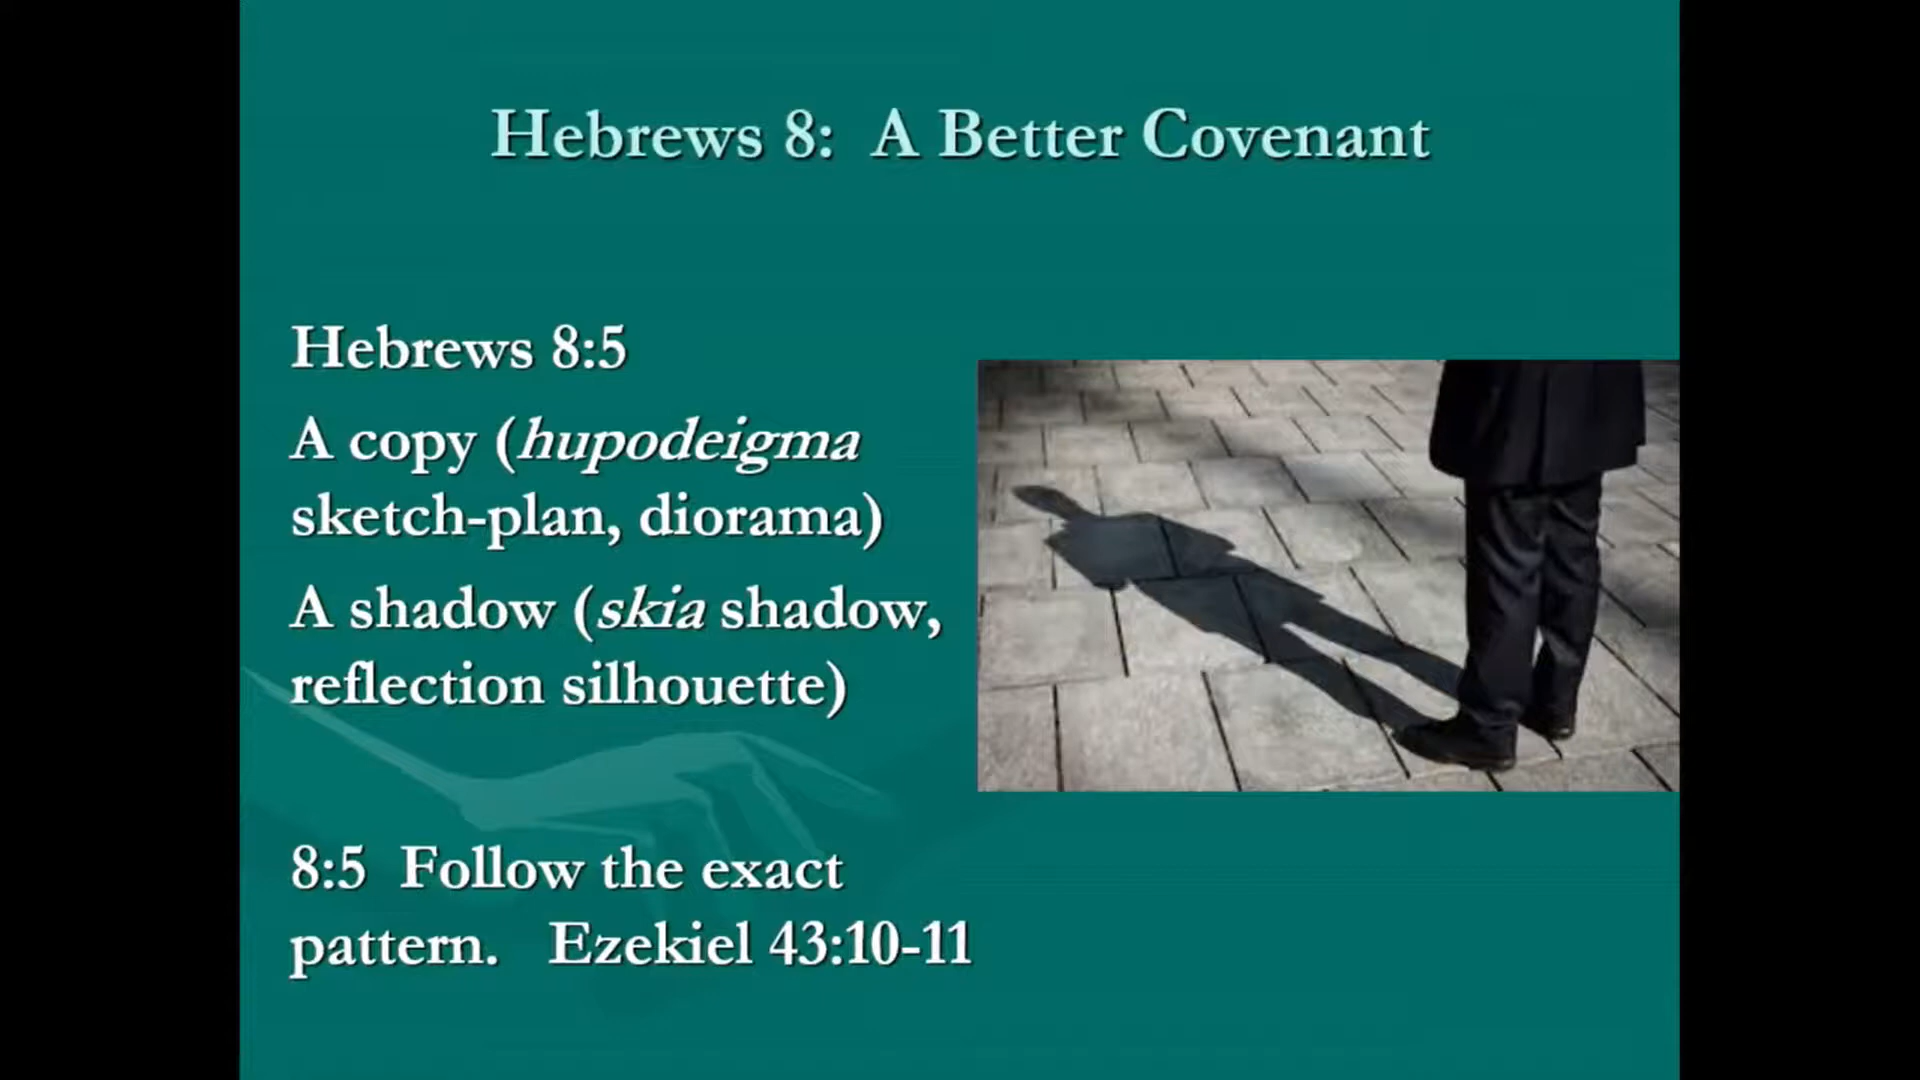 Hebrews 8:  A Better Covenant
Hebrews 8:5
A copy (hupodeigma
sketch-plan, diorama)
A shadow (skia shadow,
reflection silhouette)
8:5  Follow the exact
pattern.   Ezekiel 43:10-11